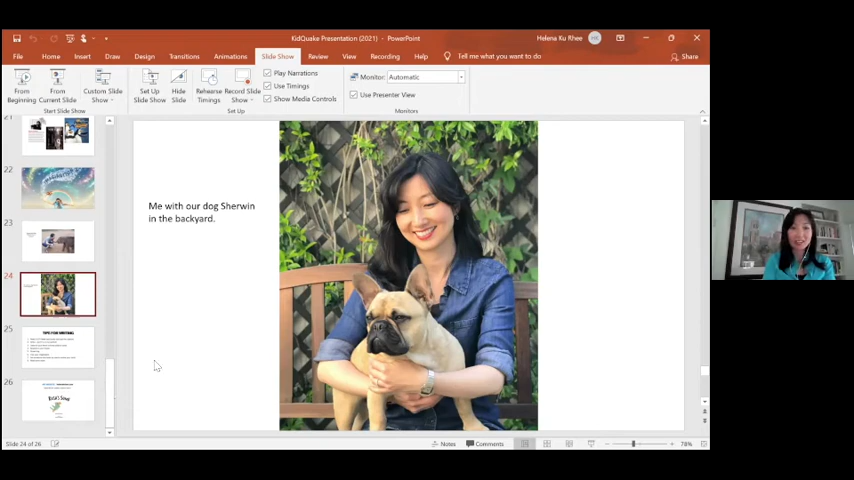 KidQuake Presentation (2021) - PowerPoint
Helena Ku Rhee
HK
File Home Insert Draw Design Transitions Animations Slide Show Review View Recording Help Tell me what you want to do Share
From Beginning
From Current Slide
Custom Slide Show
Set Up Slide Show
Hide Slide
Rehearse Timings
Record Slide Show
Play Narrations
Use Timings
Show Media Controls
Monitor: Automatic
Use Presenter View
Start Slide Show
Set Up
Monitors
21
22
23
24
25
26
Me with our dog Sherwin
in the backyard.
Slide 24 of 26
Notes Comments 78%